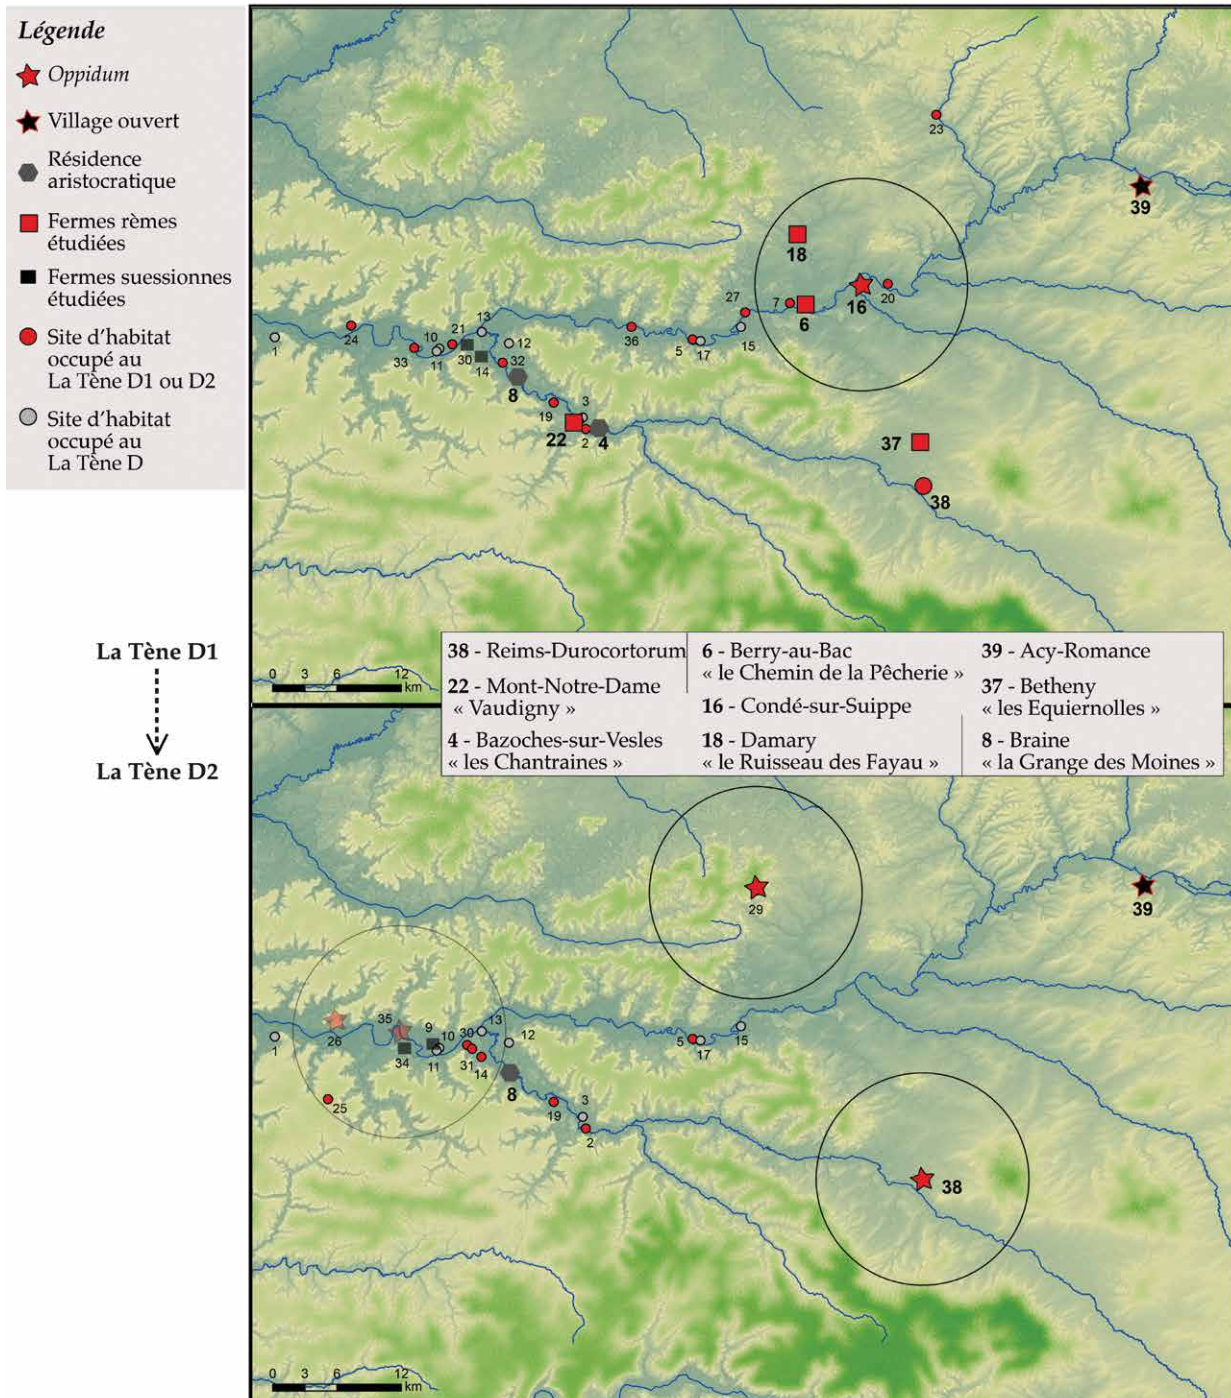 Légende
Oppidum
Village ouvert
Résidence
aristocratique
Fermes rèmes
étudiées
Fermes suessionnes
étudiées
Site d'habitat
occupé au
La Tène D1 ou D2
Site d'habitat
occupé au
La Tène D
23
39
18
16
20
27
7
6
15
1
24
33
10
11
21
30
13
14
12
32
8
36
5
17
19
3
22
2
4
37
38
0 3 6 12
km
La Tène D1
La Tène D2
38 - Reims-Durocortorum
22 - Mont-Notre-Dame
« Vaudigny »
4 - Bazoches-sur-Vesles
« les Chantraines »
6 - Berry-au-Bac
« le Chemin de la Pêcherie »
16 - Condé-sur-Suippe
18 - Damary
« le Ruisseau des Fayau »
39 - Acy-Romance
37 - Betheny
« les Equiernolles »
8 - Braine
« la Grange des Moines »
29
39
1
26
35
34
9
10
11
30
31
13
14
12
8
5
17
15
25
19
3
2
38
0 3 6 12
km